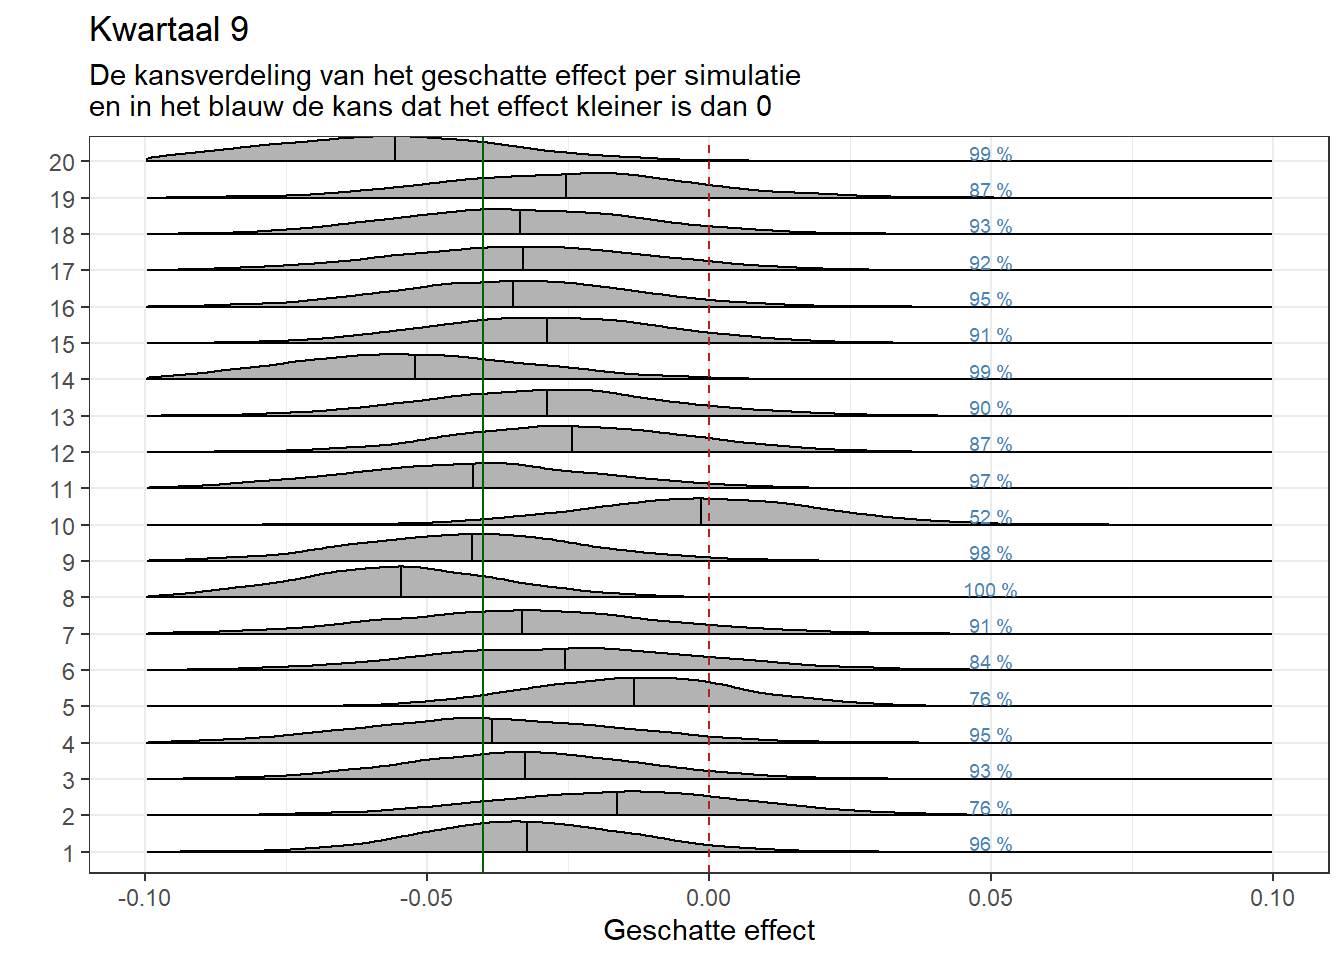 Kwartaal 9
De kansverdeling van het geschatte effect per simulatie
en in het blauw de kans dat het effect kleiner is dan 0
20 99 %
19 87 %
18 93 %
17 92 %
16 95 %
15 91 %
14 99 %
13 90 %
12 87 %
11 97 %
10 52 %
9 98 %
8 100 %
7 91 %
6 84 %
5 76 %
4 95 %
3 93 %
2 76 %
1 96 %
-0.10 -0.05 0.00 0.05 0.10
Geschatte effect